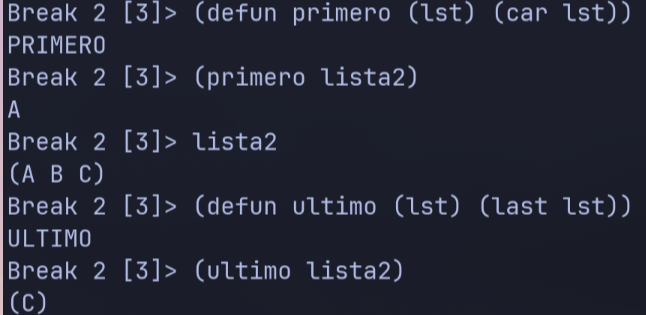 Break 2 [3]> (defun primero (lst) (car lst))
PRIMERO
Break 2 [3]> (primero lista2)
A
Break 2 [3]> lista2
(A B C)
Break 2 [3]> (defun ultimo (lst) (last lst))
ULTIMO
Break 2 [3]> (ultimo lista2)
(C)